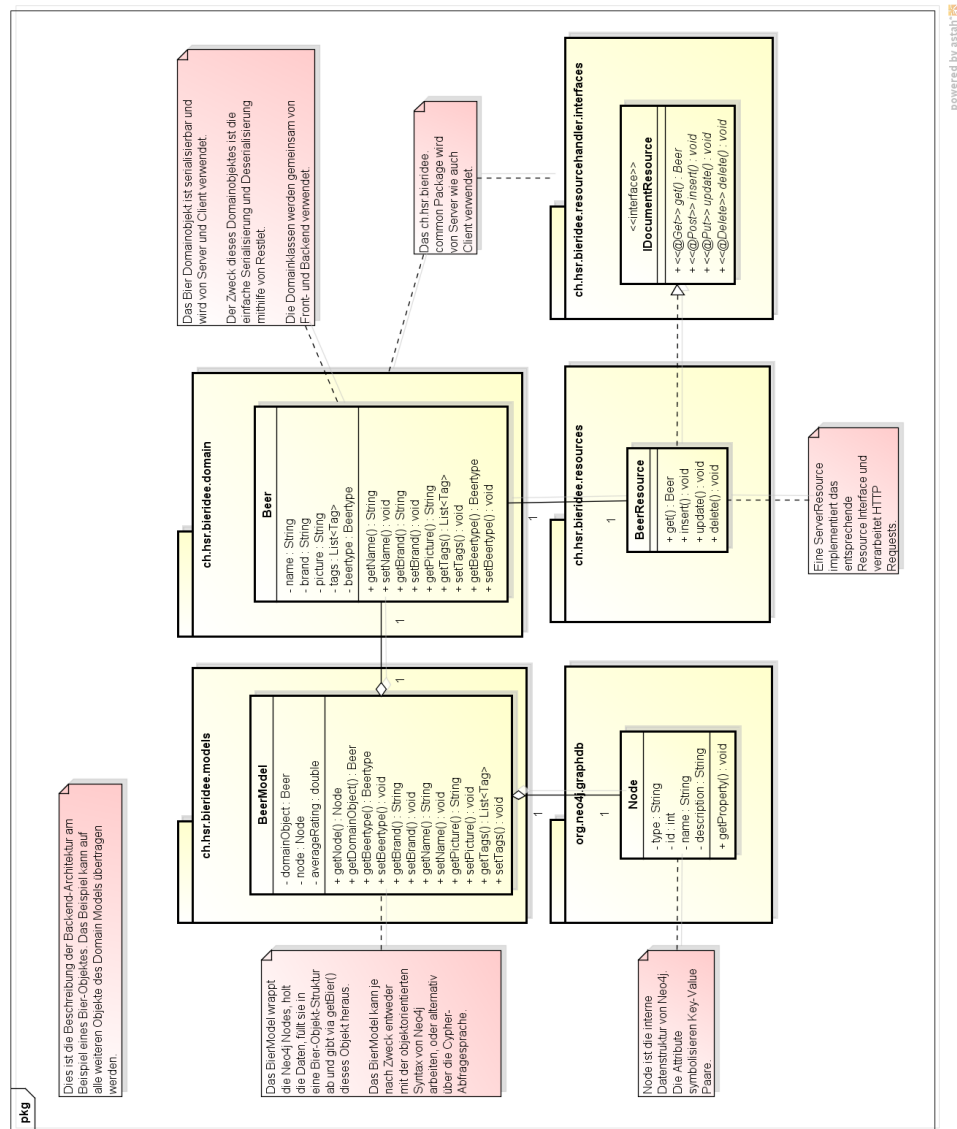 pkg
Dies ist die Beschreibung der Backend-Architektur am
Beispiel eines Bier-Objektes. Das Beispiel kann auf
alle weiteren Objekte des Domain Models übertragen
werden.
Das BierModel wrappt
die Neo4j Nodes, holt
die Daten, füllt sie in
eine Bier-Objekt-Struktur
ab und gibt via getBier()
dieses Objekt heraus.
Das BierModel kann je
nach Zweck entweder
mit der objektorientierten
Syntax von Neo4j
arbeiten, oder alternativ
über die Cypher-
Abfragesprache.
ch.hsr.bieridee.models
BeerModel
- domainObject : Beer
- node : Node
- averageRating : double
+ getNode() : Node
+ getDomainObject() : Beer
+ getBeertype() : Beertype
+ setBeertype() : void
+ getBrand() : String
+ setBrand() : void
+ getName() : String
+ setName() : void
+ getPicture() : String
+ setPicture() : void
+ getTags() : List<Tag>
+ setTags() : void
1
1
ch.hsr.bieridee.domain
Beer
- name : String
- brand : String
- picture : String
- tags : List<Tag>
- beertype : Beertype
+ getName() : String
+ setName() : void
+ getBrand() : String
+ setBrand() : void
+ getPicture() : String
+ getTags() : List<Tag>
+ setTags() : void
+ getBeertype() : Beertype
+ setBeertype() : void
Das Bier Domainobjekt ist serialisierbar und
wird von Server und Client verwendet.
Der Zweck dieses Domainobjektes ist die
einfache Serialisierung und Deserialisierung
mithilfe von Restlet.
Die Domainklassen werden gemeinsam von
Front- und Backend verwendet.
Das ch.hsr.bieridee.
common Package wird
von Server wie auch
Client verwendet.
1
1
1
1
Node ist die interne
Datenstruktur von Neo4j.
Die Attribute
symbolisieren Key-Value
Paare.
org.neo4j.graphdb
Node
- type : String
- id : int
- name : String
- description : String
+ getProperty() : void
ch.hsr.bieridee.resources
BeerResource
+ get() : Beer
+ insert() : void
+ update() : void
+ delete() : void
ch.hsr.bieridee.resourcehandler.interfaces
<<interface>>
IDocumentResource
+ <<@Get>> get() : Beer
+ <<@Post>> insert() : void
+ <<@Put>> update() : void
+ <<@Delete>> delete() : void
Eine ServerResource
implementiert das
entsprechende
Resource Interface und
verarbeitet HTTP
Requests.
powered by astah*